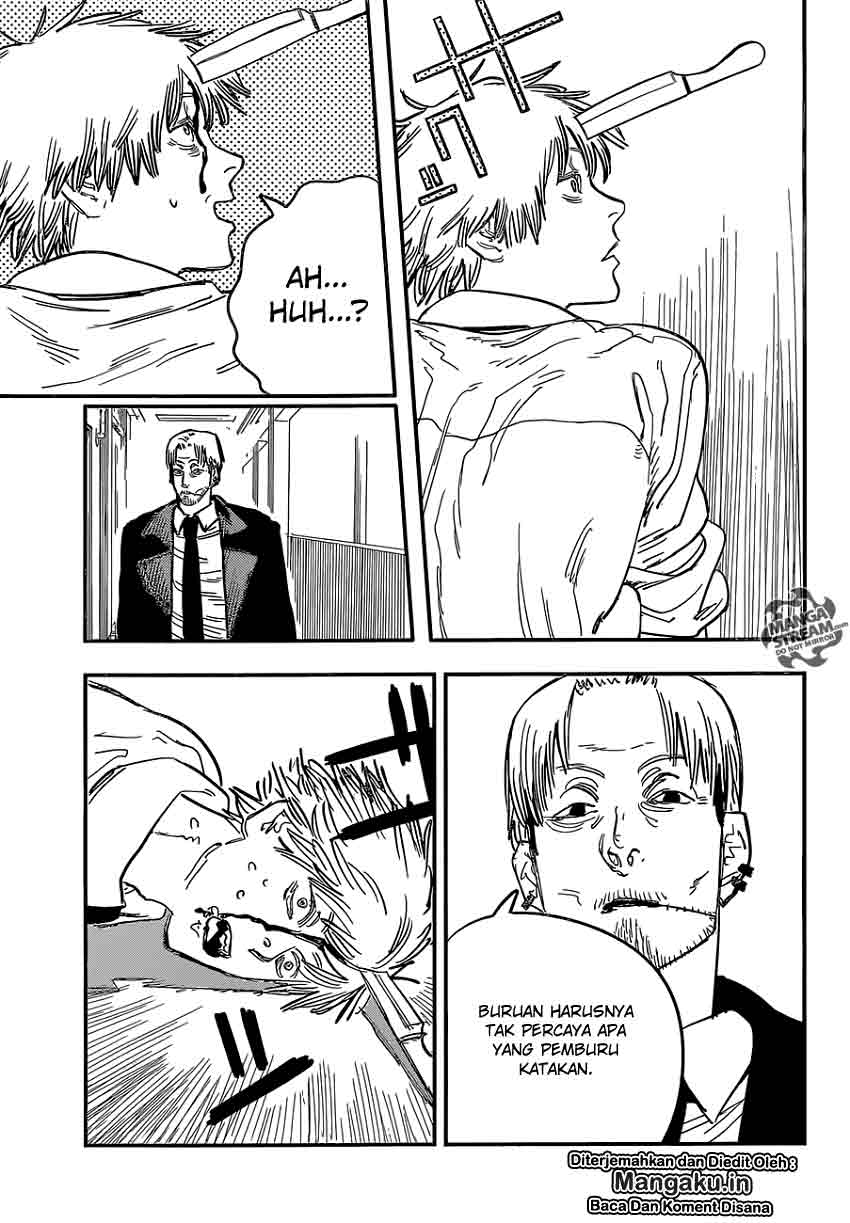 AH...
HUH...?
MANGA
STREAM.com
DO NOT MIRROR
BURUAN HARUSNYA
TAK PERCAYA APA
YANG PEMBURU
KATAKAN.
Diterjemahkan dan Diedit Oleh :
Mangaku.in
Baca Dan Koment Disana